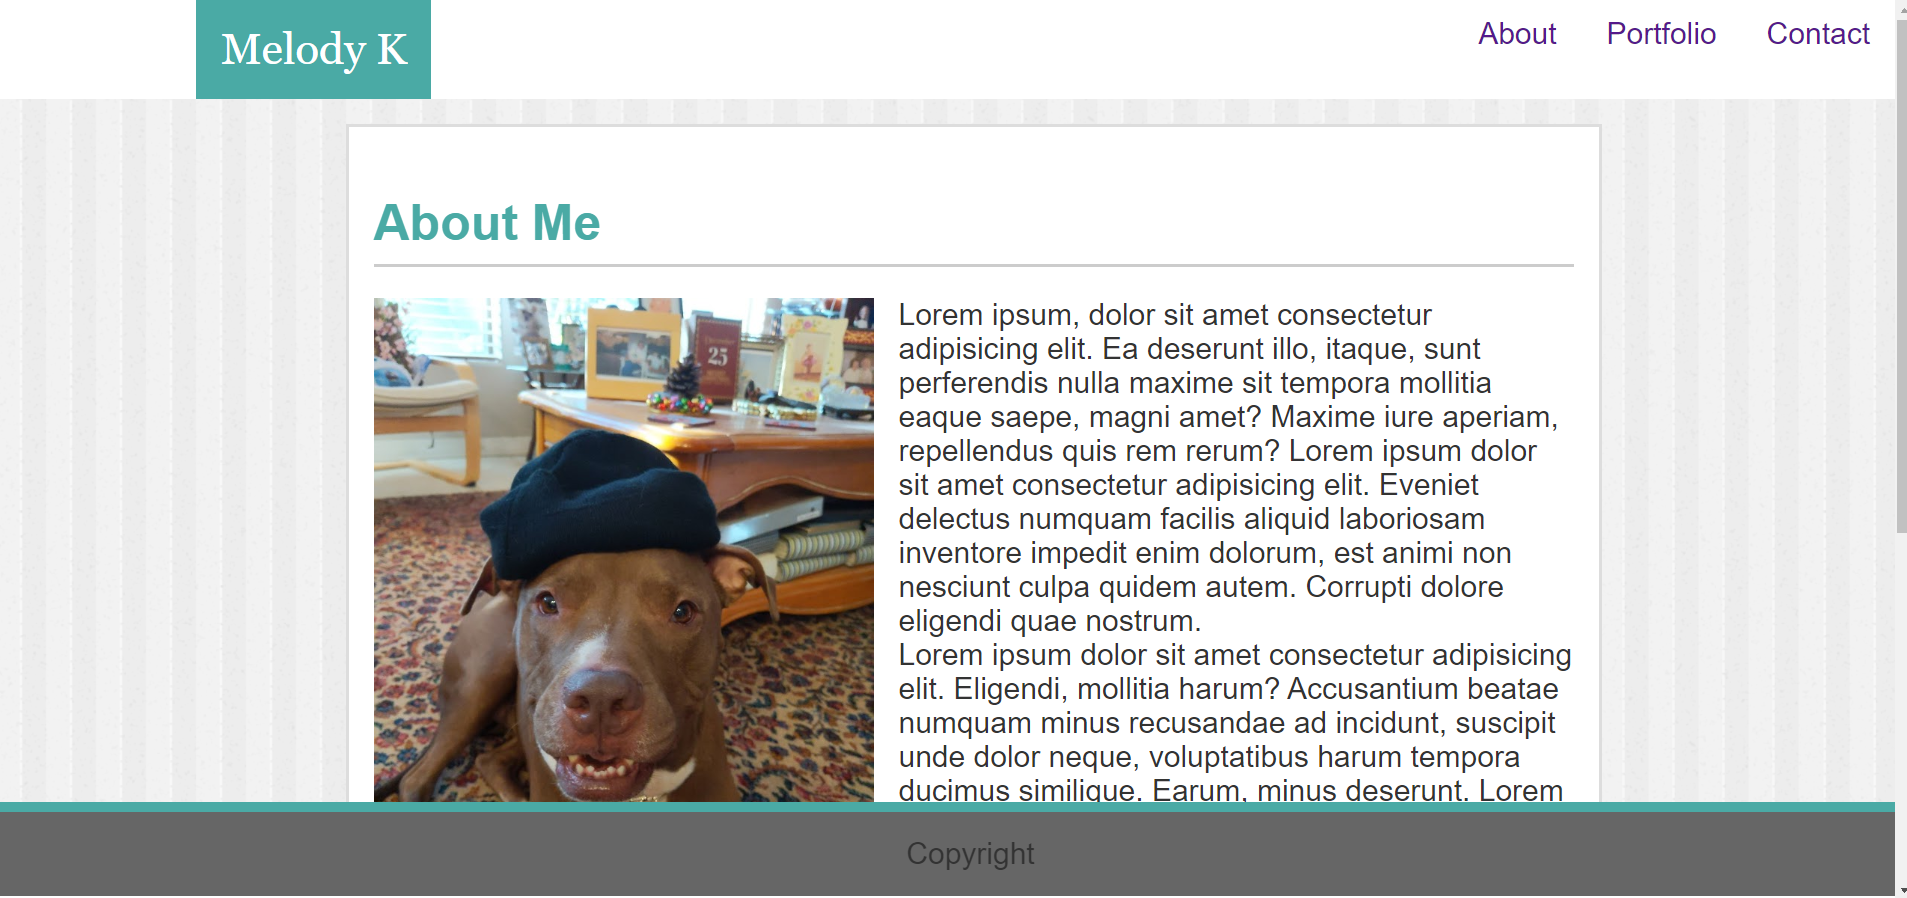 Melody K
About Portfolio Contact
About Me
25
Lorem ipsum, dolor sit amet consectetur
adipisicing elit. Ea deserunt illo, itaque, sunt
perferendis nulla maxime sit tempora mollitia
eaque saepe, magni amet? Maxime iure aperiam,
repellendus quis rem rerum? Lorem ipsum dolor
sit amet consectetur adipisicing elit. Eveniet
delectus numquam facilis aliquid laboriosam
inventore impedit enim dolorum, est animi non
nesciunt culpa quidem autem. Corrupti dolore
eligendi quae nostrum.
Lorem ipsum dolor sit amet consectetur adipisicing
elit. Eligendi, mollitia harum? Accusantium beatae
numquam minus recusandae ad incidunt, suscipit
unde dolor neque, voluptatibus harum tempora
ducimus similique. Earum, minus deserunt. Lorem
Copyright